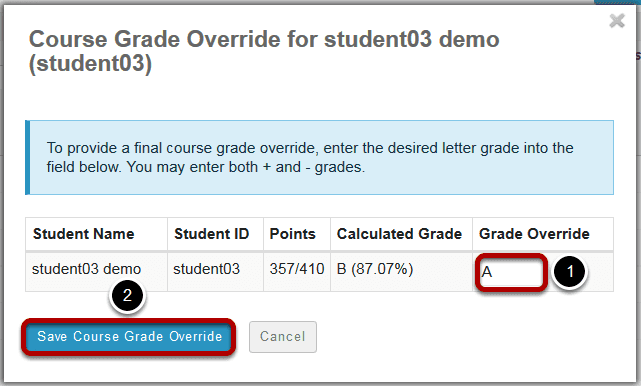 Course Grade Override for student03 demo
(student03)
To provide a final course grade override, enter the desired letter grade into the
field below. You may enter both + and - grades.
Student Name Student ID Points Calculated Grade Grade Override
student03 demo student03 357/410 B (87.07%) A
1
2
Save Course Grade Override Cancel